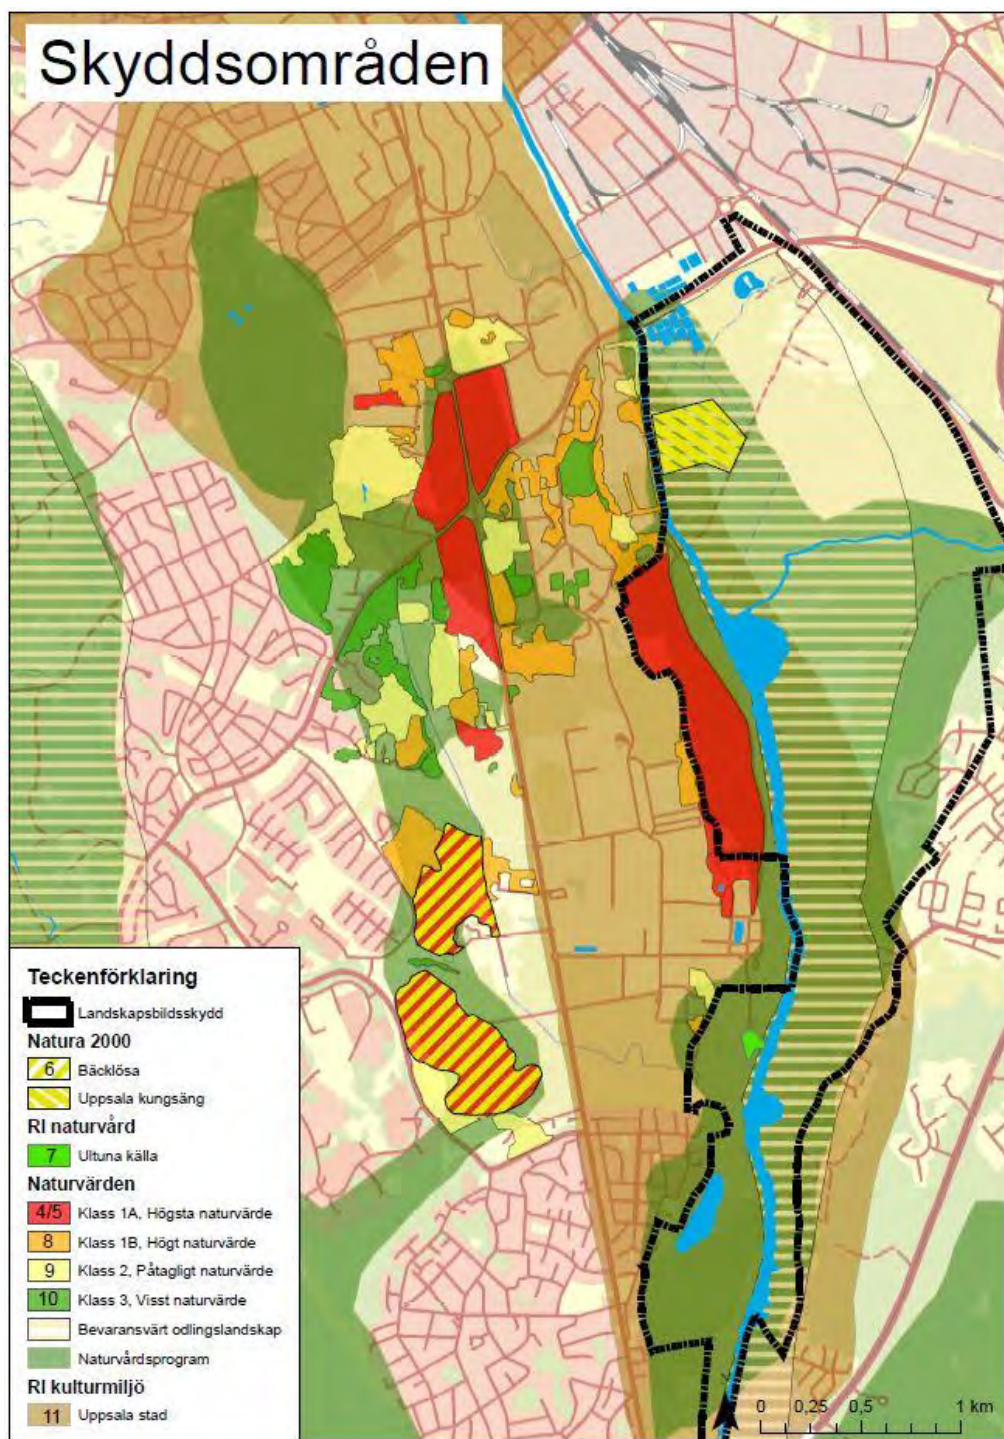 Skyddsområden
Teckenförklaring
Landskapsbildsskydd
Natura 2000
6 Bäcklösa
Uppsala kungsäng
RI naturvård
7 Ultuna källa
Naturvärden
4/5 Klass 1A, Högsta naturvärde
8 Klass 1B, Högt naturvärde
9 Klass 2, Påtagligt naturvärde
10 Klass 3, Visst naturvärde
Bevaransvärt odlingslandskap
Naturvårdsprogram
RI kulturmiljö
11 Uppsala stad
0 0,25 0,5 1 km